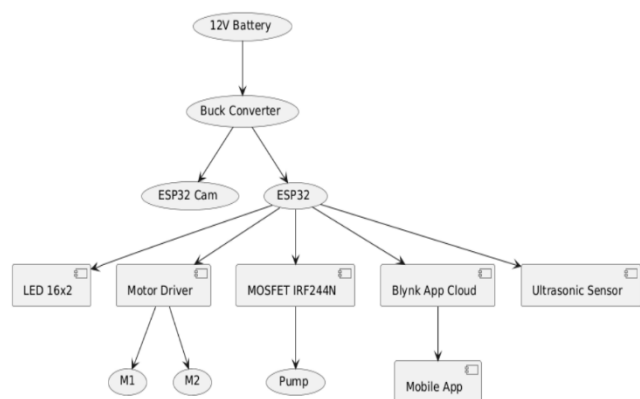 12V Battery
Buck Converter
ESP32 Cam
ESP32
LED 16x2
Motor Driver
MOSFET IRF244N
Blynk App Cloud
Ultrasonic Sensor
M1
M2
Pump
Mobile App